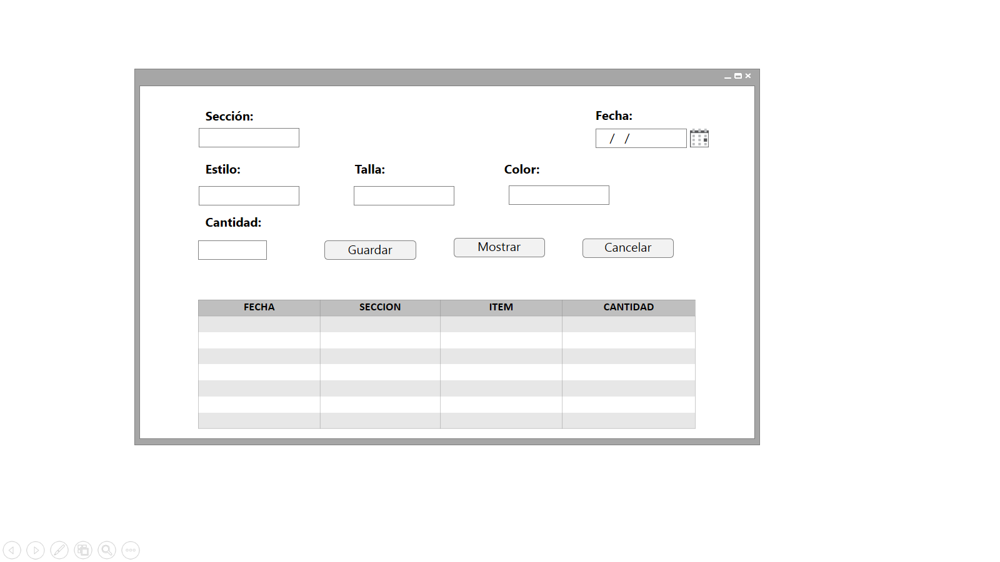 Sección:
Fecha:
/ /
Estilo:
Talla:
Color:
Cantidad:
Guardar
Mostrar
Cancelar
FECHA SECCION ITEM CANTIDAD